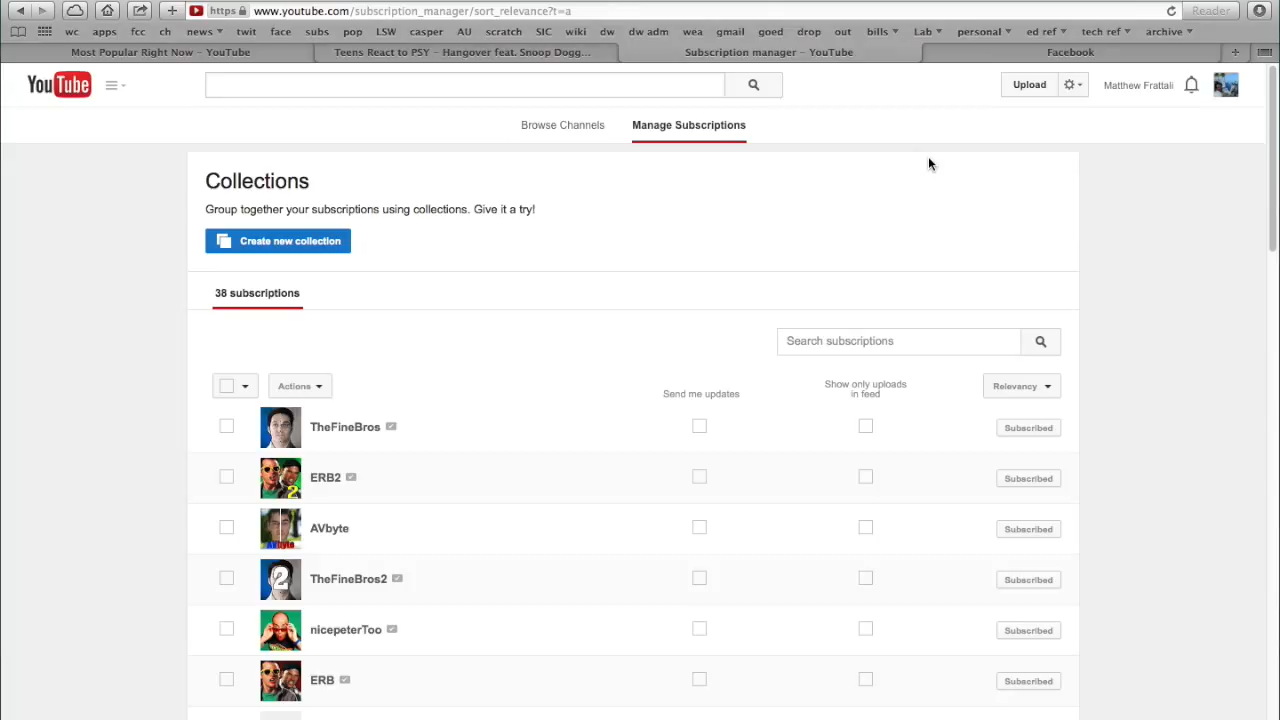 https www.youtube.com/subscription_manager/sort_relevance?t=a Reader
wc apps fcc ch news twit face subs pop LSW casper AU scratch SIC wiki dw dw adm wea gmail goed drop out bills Lab personal ed ref tech ref archive
Most Popular Right Now – YouTube Teens React to PSY - Hangover feat. Snoop Dogg... Subscription manager – YouTube Facebook
YouTube Upload Matthew Frattali
Browse Channels Manage Subscriptions
Collections
Group together your subscriptions using collections. Give it a try!
Create new collection
38 subscriptions
Search subscriptions
Actions Send me updates Show only uploads in feed Relevancy
TheFineBros Subscribed
ERB2 Subscribed
AVbyte Subscribed
TheFineBros2 Subscribed
nicepeterToo Subscribed
ERB Subscribed